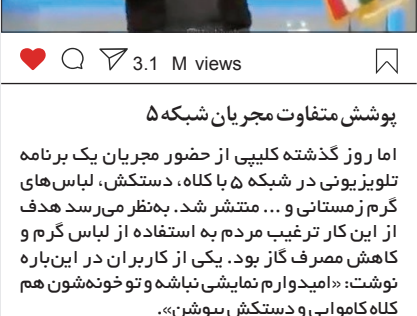 3.1 M views
پوشش متفاوت مجریان شبکه ۵
اما روز گذشته کلیپی از حضور مجریان یک برنامه
تلویزیونی در شبکه ۵ با کلاه، دستکش، لباس‌های
گرم زمستانی و ... منتشر شد. به‌نظر می‌رسد هدف
از این کار ترغیب مردم به استفاده از لباس گرم و
کاهش مصرف گاز بود. یکی از کاربران در این‌باره
نوشت: «امیدوارم نمایشی نباشه و تو خونه‌شون هم
کلاه کاموایی و دستکش بپوشن».